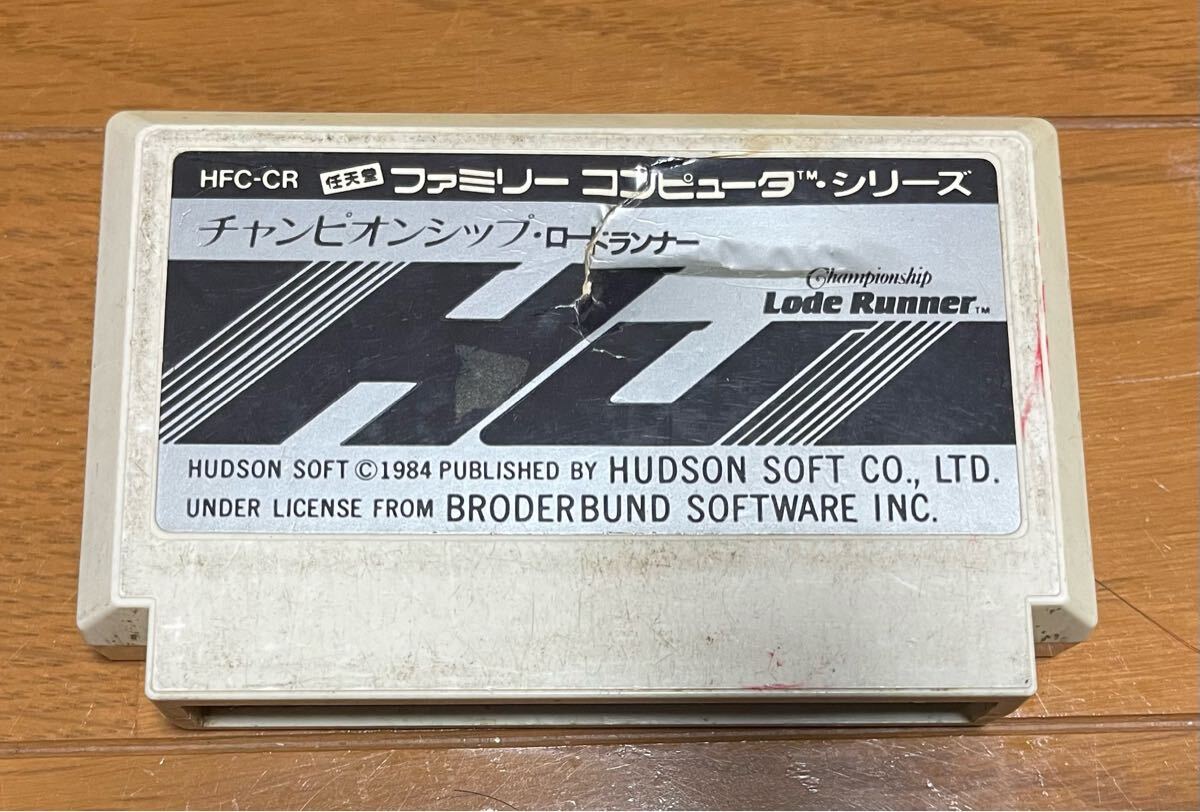 HFC-CR 任天堂 ファミリー コンピュータ™・シリーズ
チャンピオンシップ・ロードランナー
Championship
Lode Runner™
HUDSON SOFT ©1984 PUBLISHED BY HUDSON SOFT CO., LTD.
UNDER LICENSE FROM BRODERBUND SOFTWARE INC.